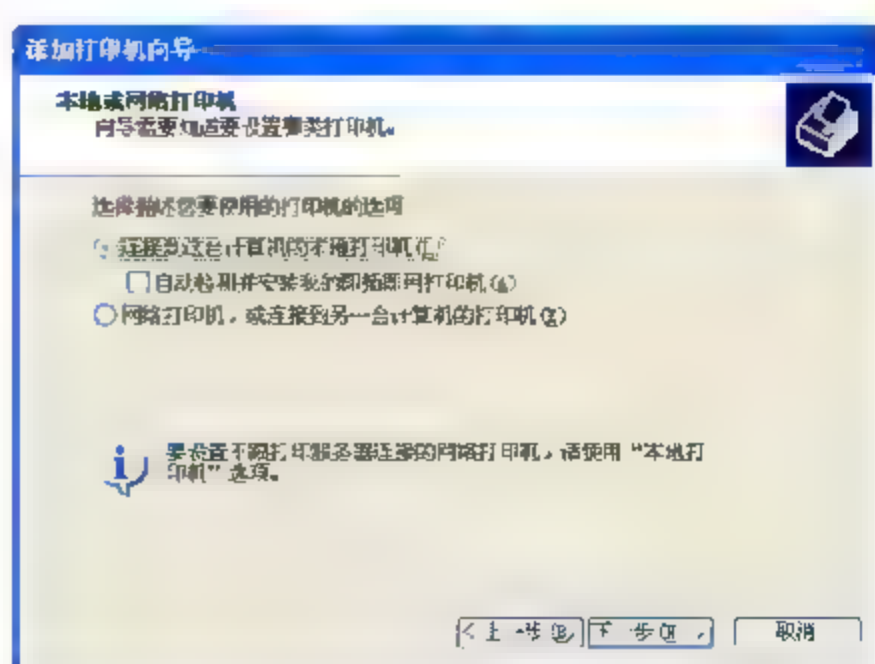 添加打印机向导
本地或网络打印机
向导需要知道要设置哪类打印机。
选择描述您要使用的打印机的选项
连接到这台计算机的本地打印机(L)
自动检测并安装我的即插即用打印机(A)
网络打印机，或连接到另一台计算机的打印机(E)
要设置不跟打印服务器连接的网络打印机，请使用“本地打
印机”选项。
<上一步(B) 下一步(N)> 取消